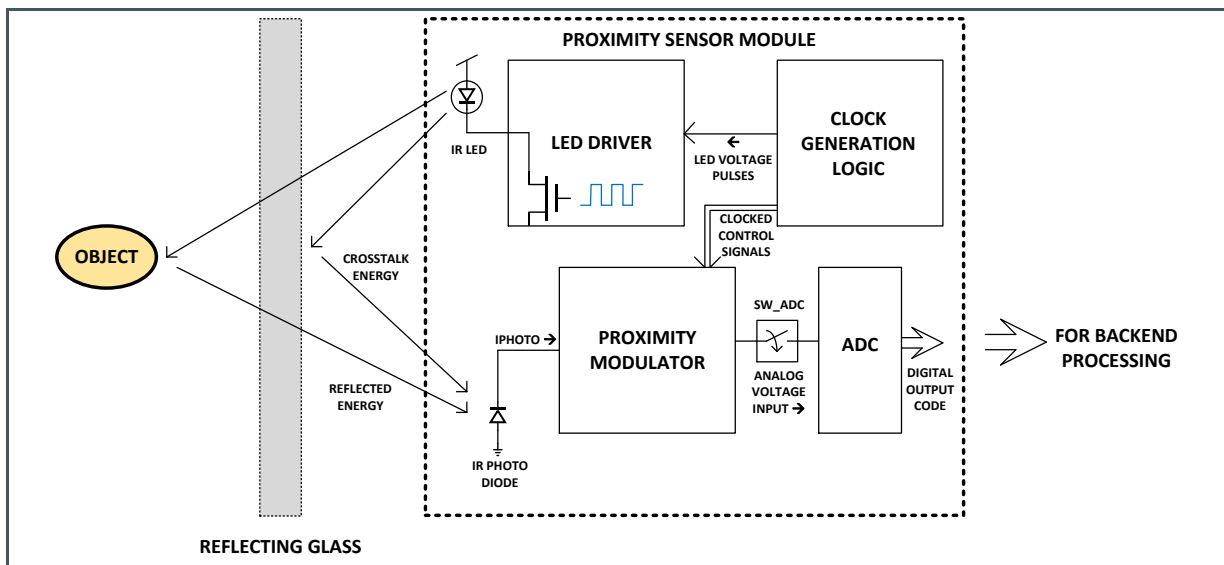 PROXIMITY SENSOR MODULE
IR LED
LED DRIVER
LED VOLTAGE
PULSES
CLOCK
GENERATION
LOGIC
CLOCKED
CONTROL
SIGNALS
OBJECT
CROSSTALK
ENERGY
REFLECTED
ENERGY
IPHOTO →
IR PHOTO
DIODE
PROXIMITY
MODULATOR
SW_ADC
ANALOG
VOLTAGE
INPUT →
ADC
DIGITAL
OUTPUT
CODE
FOR BACKEND
PROCESSING
REFLECTING GLASS